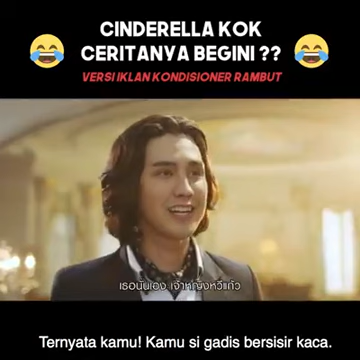 CINDERELLA KOK
CERITANYA BEGINI ??
VERSI IKLAN KONDISIONER RAMBUT
เธอนั่นเอง เจ้าหญิงหวีแก้ว
Ternyata kamu! Kamu si gadis bersisir kaca.